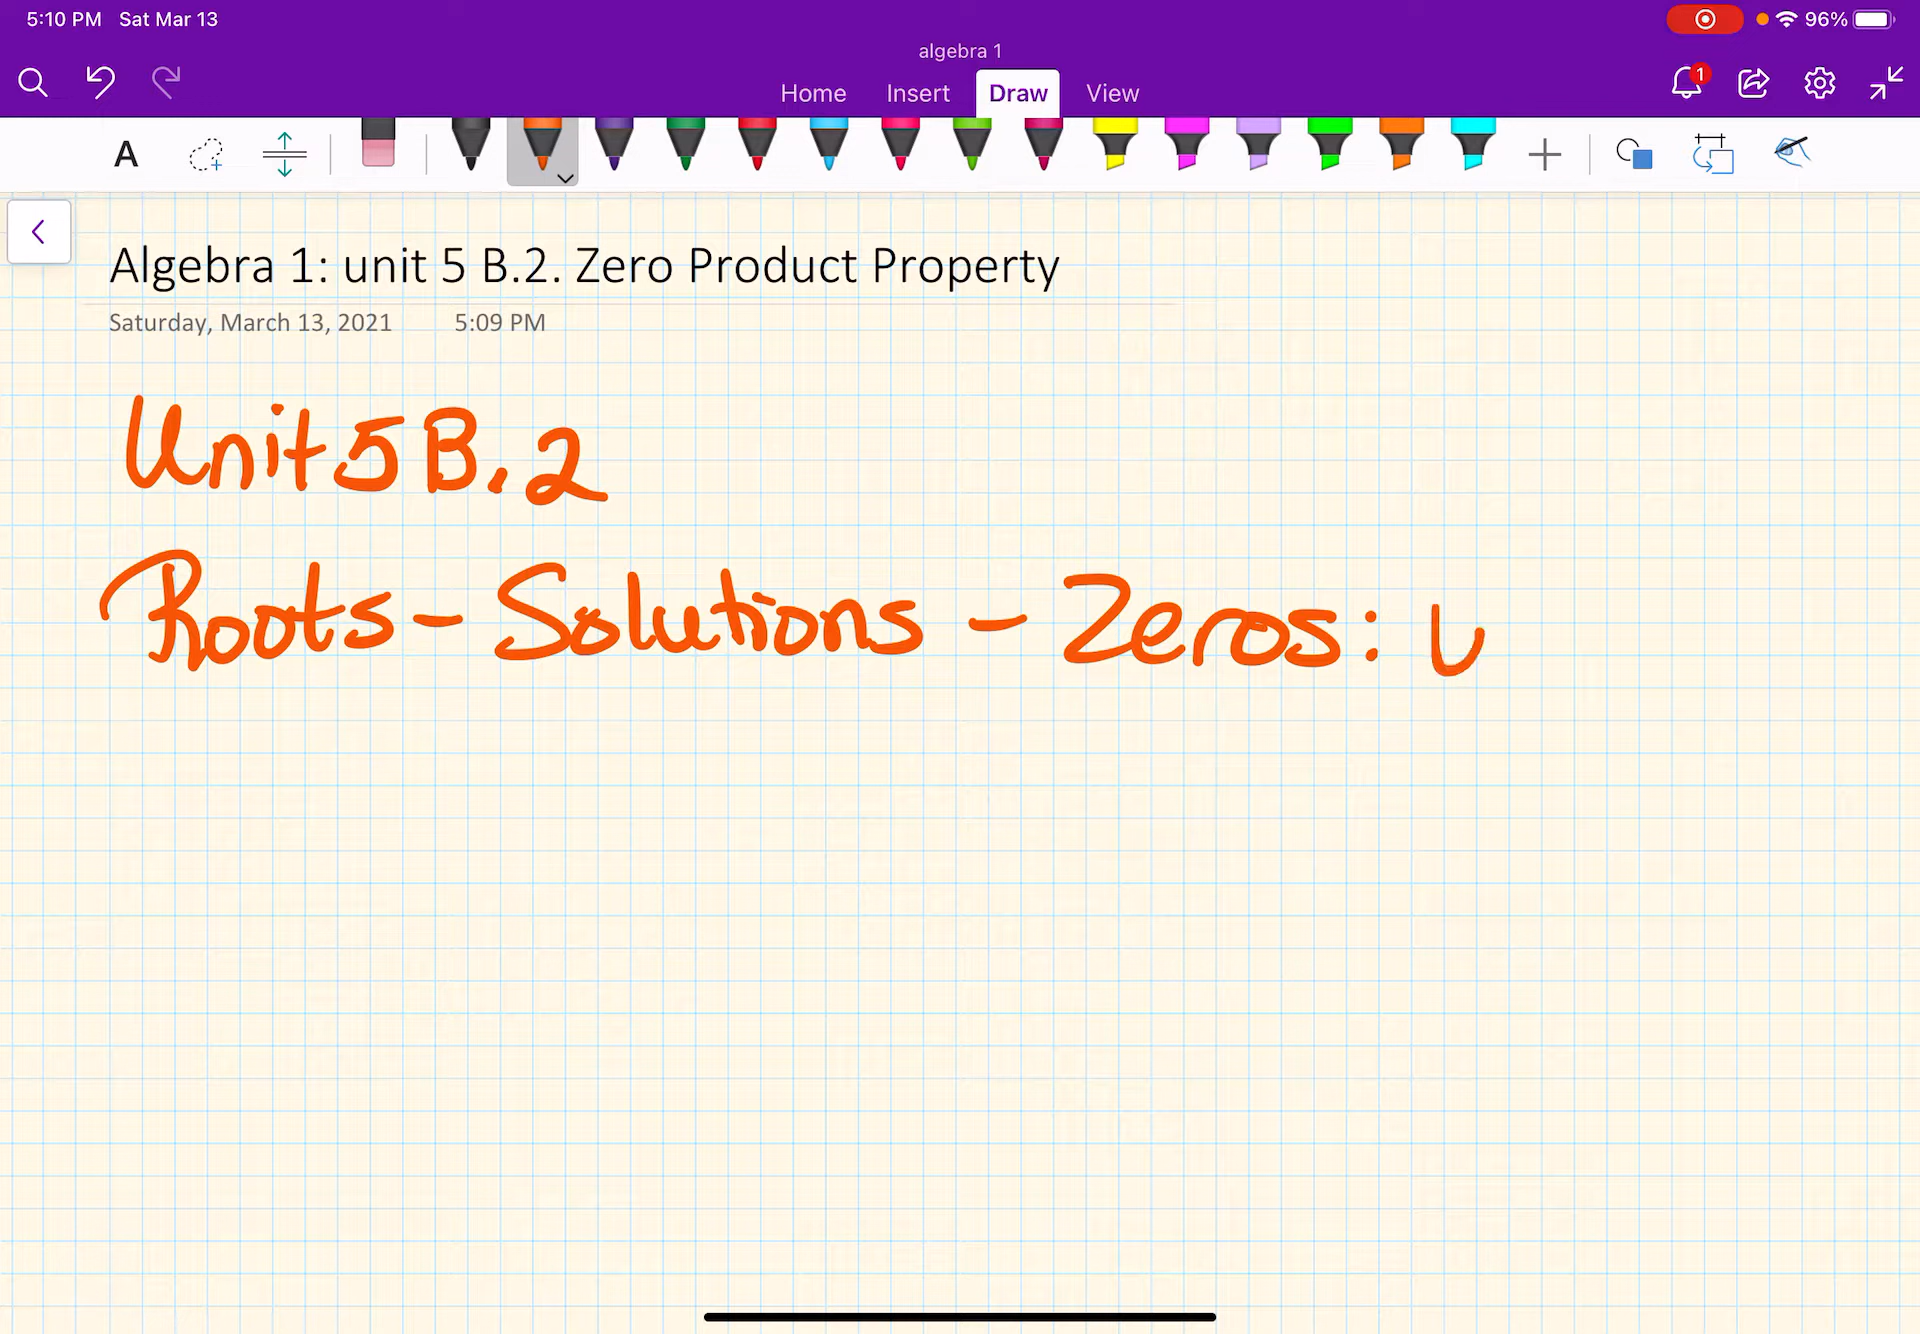 5:10 PM Sat Mar 13
96%
algebra 1
Home Insert Draw View
1
A
Algebra 1: unit 5 B.2. Zero Product Property
Saturday, March 13, 2021 5:09 PM
Unit 5 B.2
Roots - Solutions - Zeros: